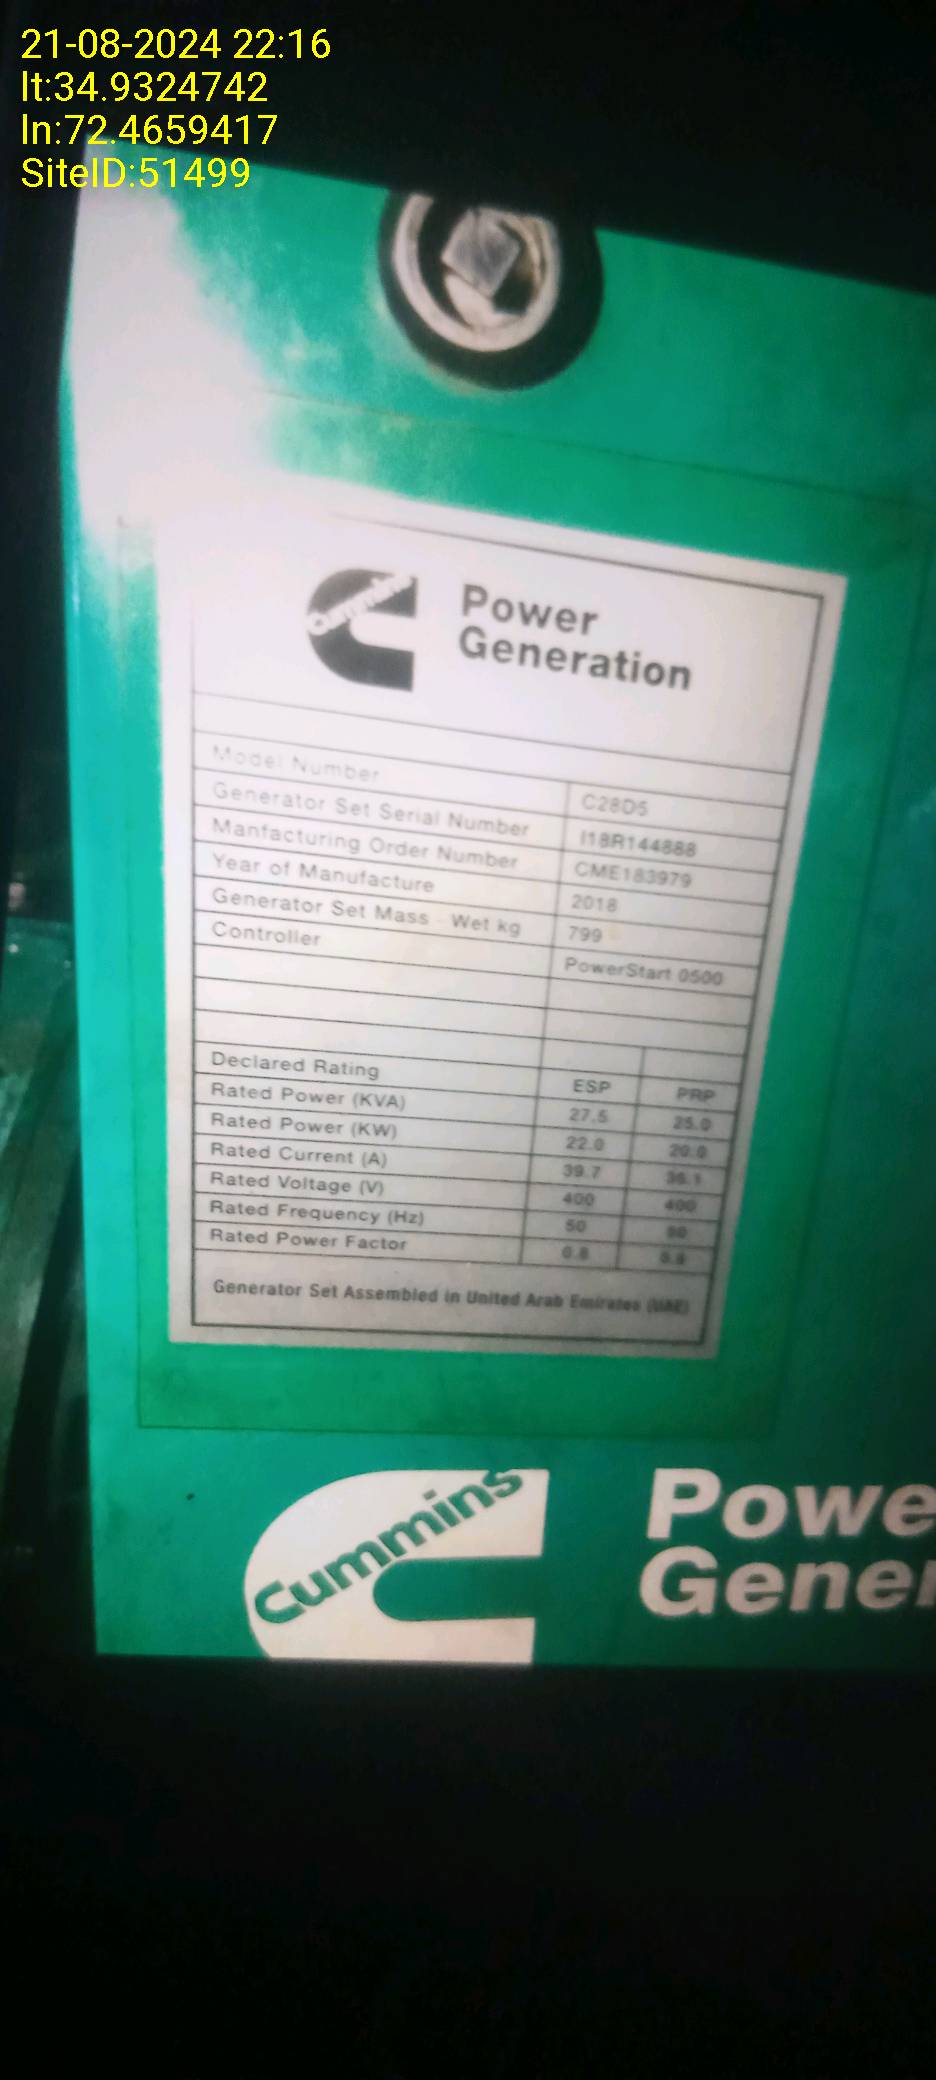 21-08-2024 22:16
lt:34.9324742
ln:72.4659417
SiteID:51499
Cummins
Power
Generation
Model Number C28D5
Generator Set Serial Number I18R144888
Manfacturing Order Number CME183979
Year of Manufacture 2018
Generator Set Mass - Wet kg 799
Controller PowerStart 0500
Declared Rating ESP PRP
Rated Power (KVA) 27.5 25.0
Rated Power (KW) 22.0 20.0
Rated Current (A) 39.7 36.1
Rated Voltage (V) 400 400
Rated Frequency (Hz) 50 50
Rated Power Factor 0.8 0.8
Generator Set Assembled in United Arab Emirates (UAE)
Cummins
Powe
Gener